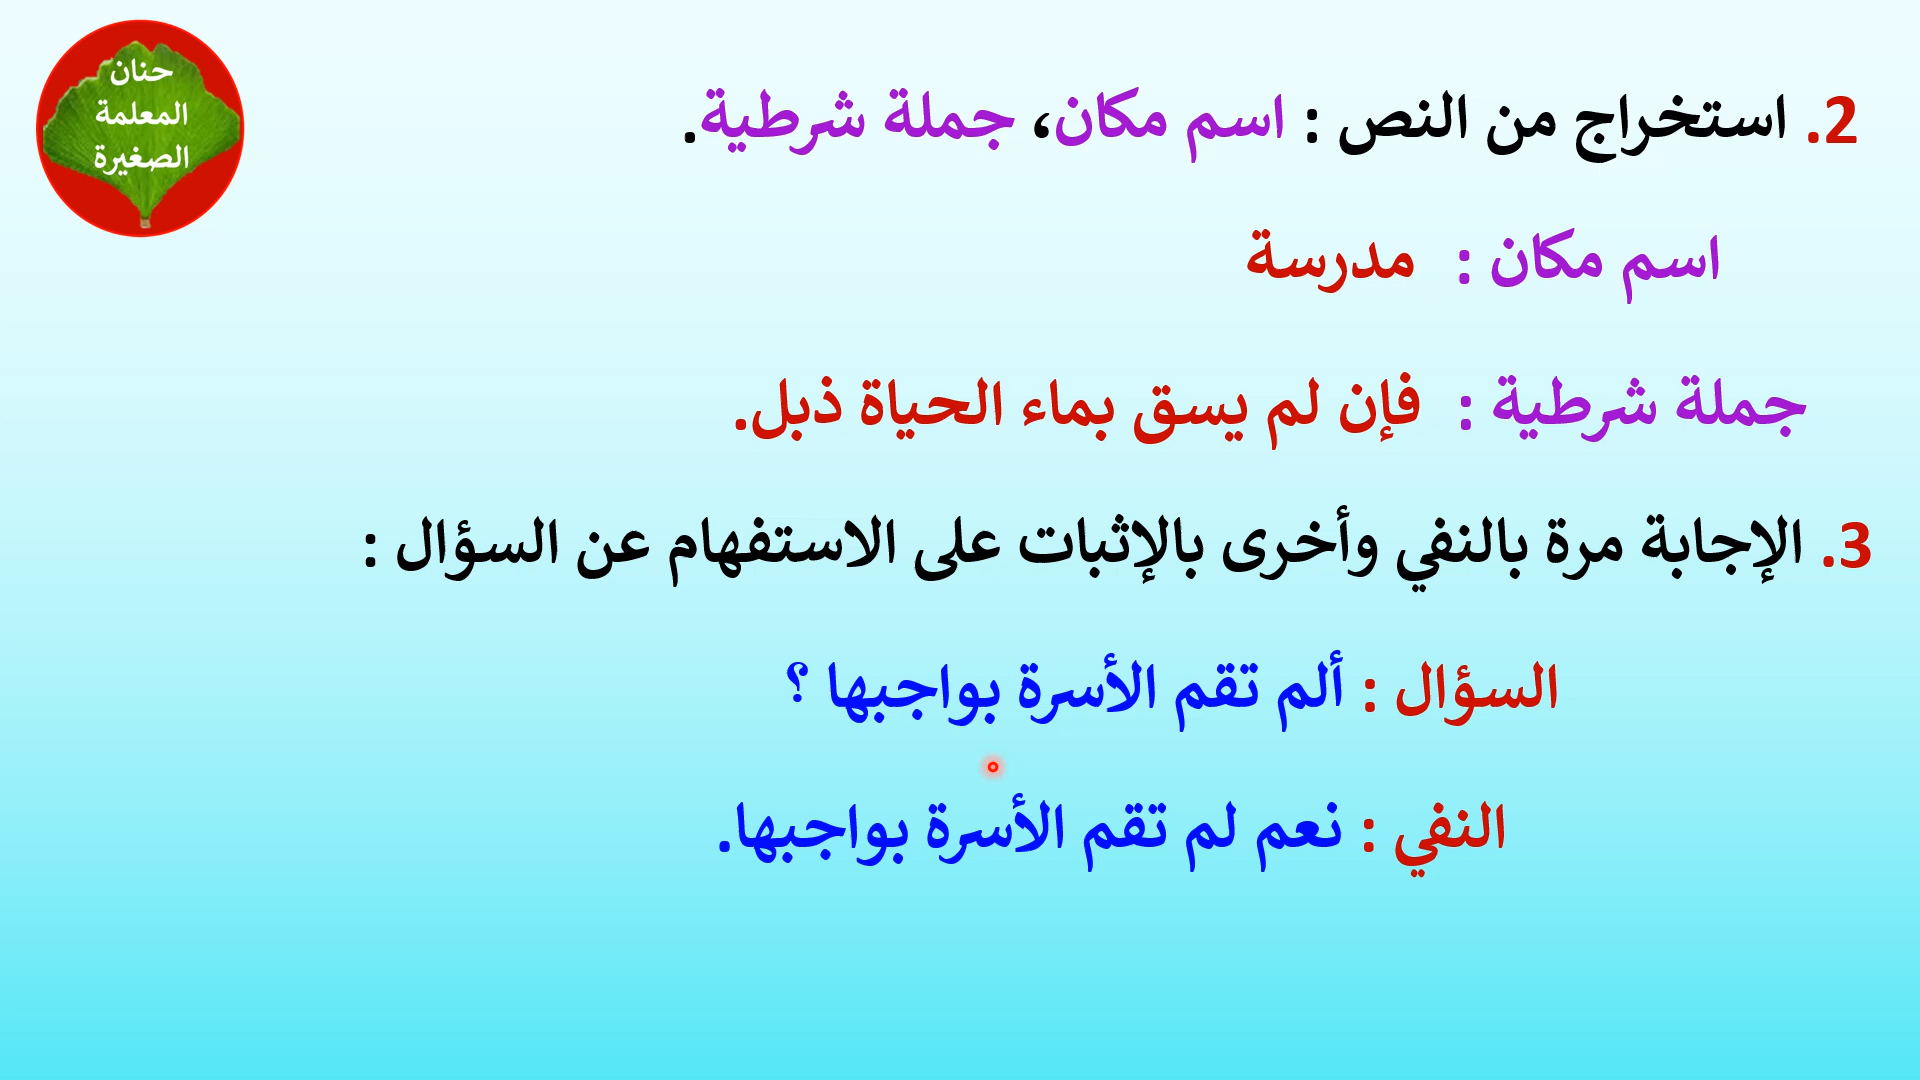 حنان
المعلمة
الصغيرة
2. استخراج من النص : اسم مكان، جملة شرطية.
اسم مكان : مدرسة
جملة شرطية : فإن لم يسق بماء الحياة ذبل.
3. الإجابة مرة بالنفي وأخرى بالإثبات على الاستفهام عن السؤال :
السؤال : ألم تقم الأسرة بواجبها ؟
النفي : نعم لم تقم الأسرة بواجبها.